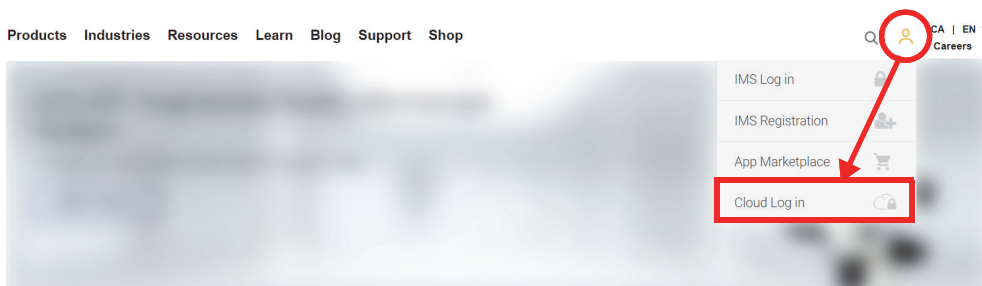 Products Industries Resources Learn Blog Support Shop
CA | EN
Careers
IMS Log in
IMS Registration
App Marketplace
Cloud Log in